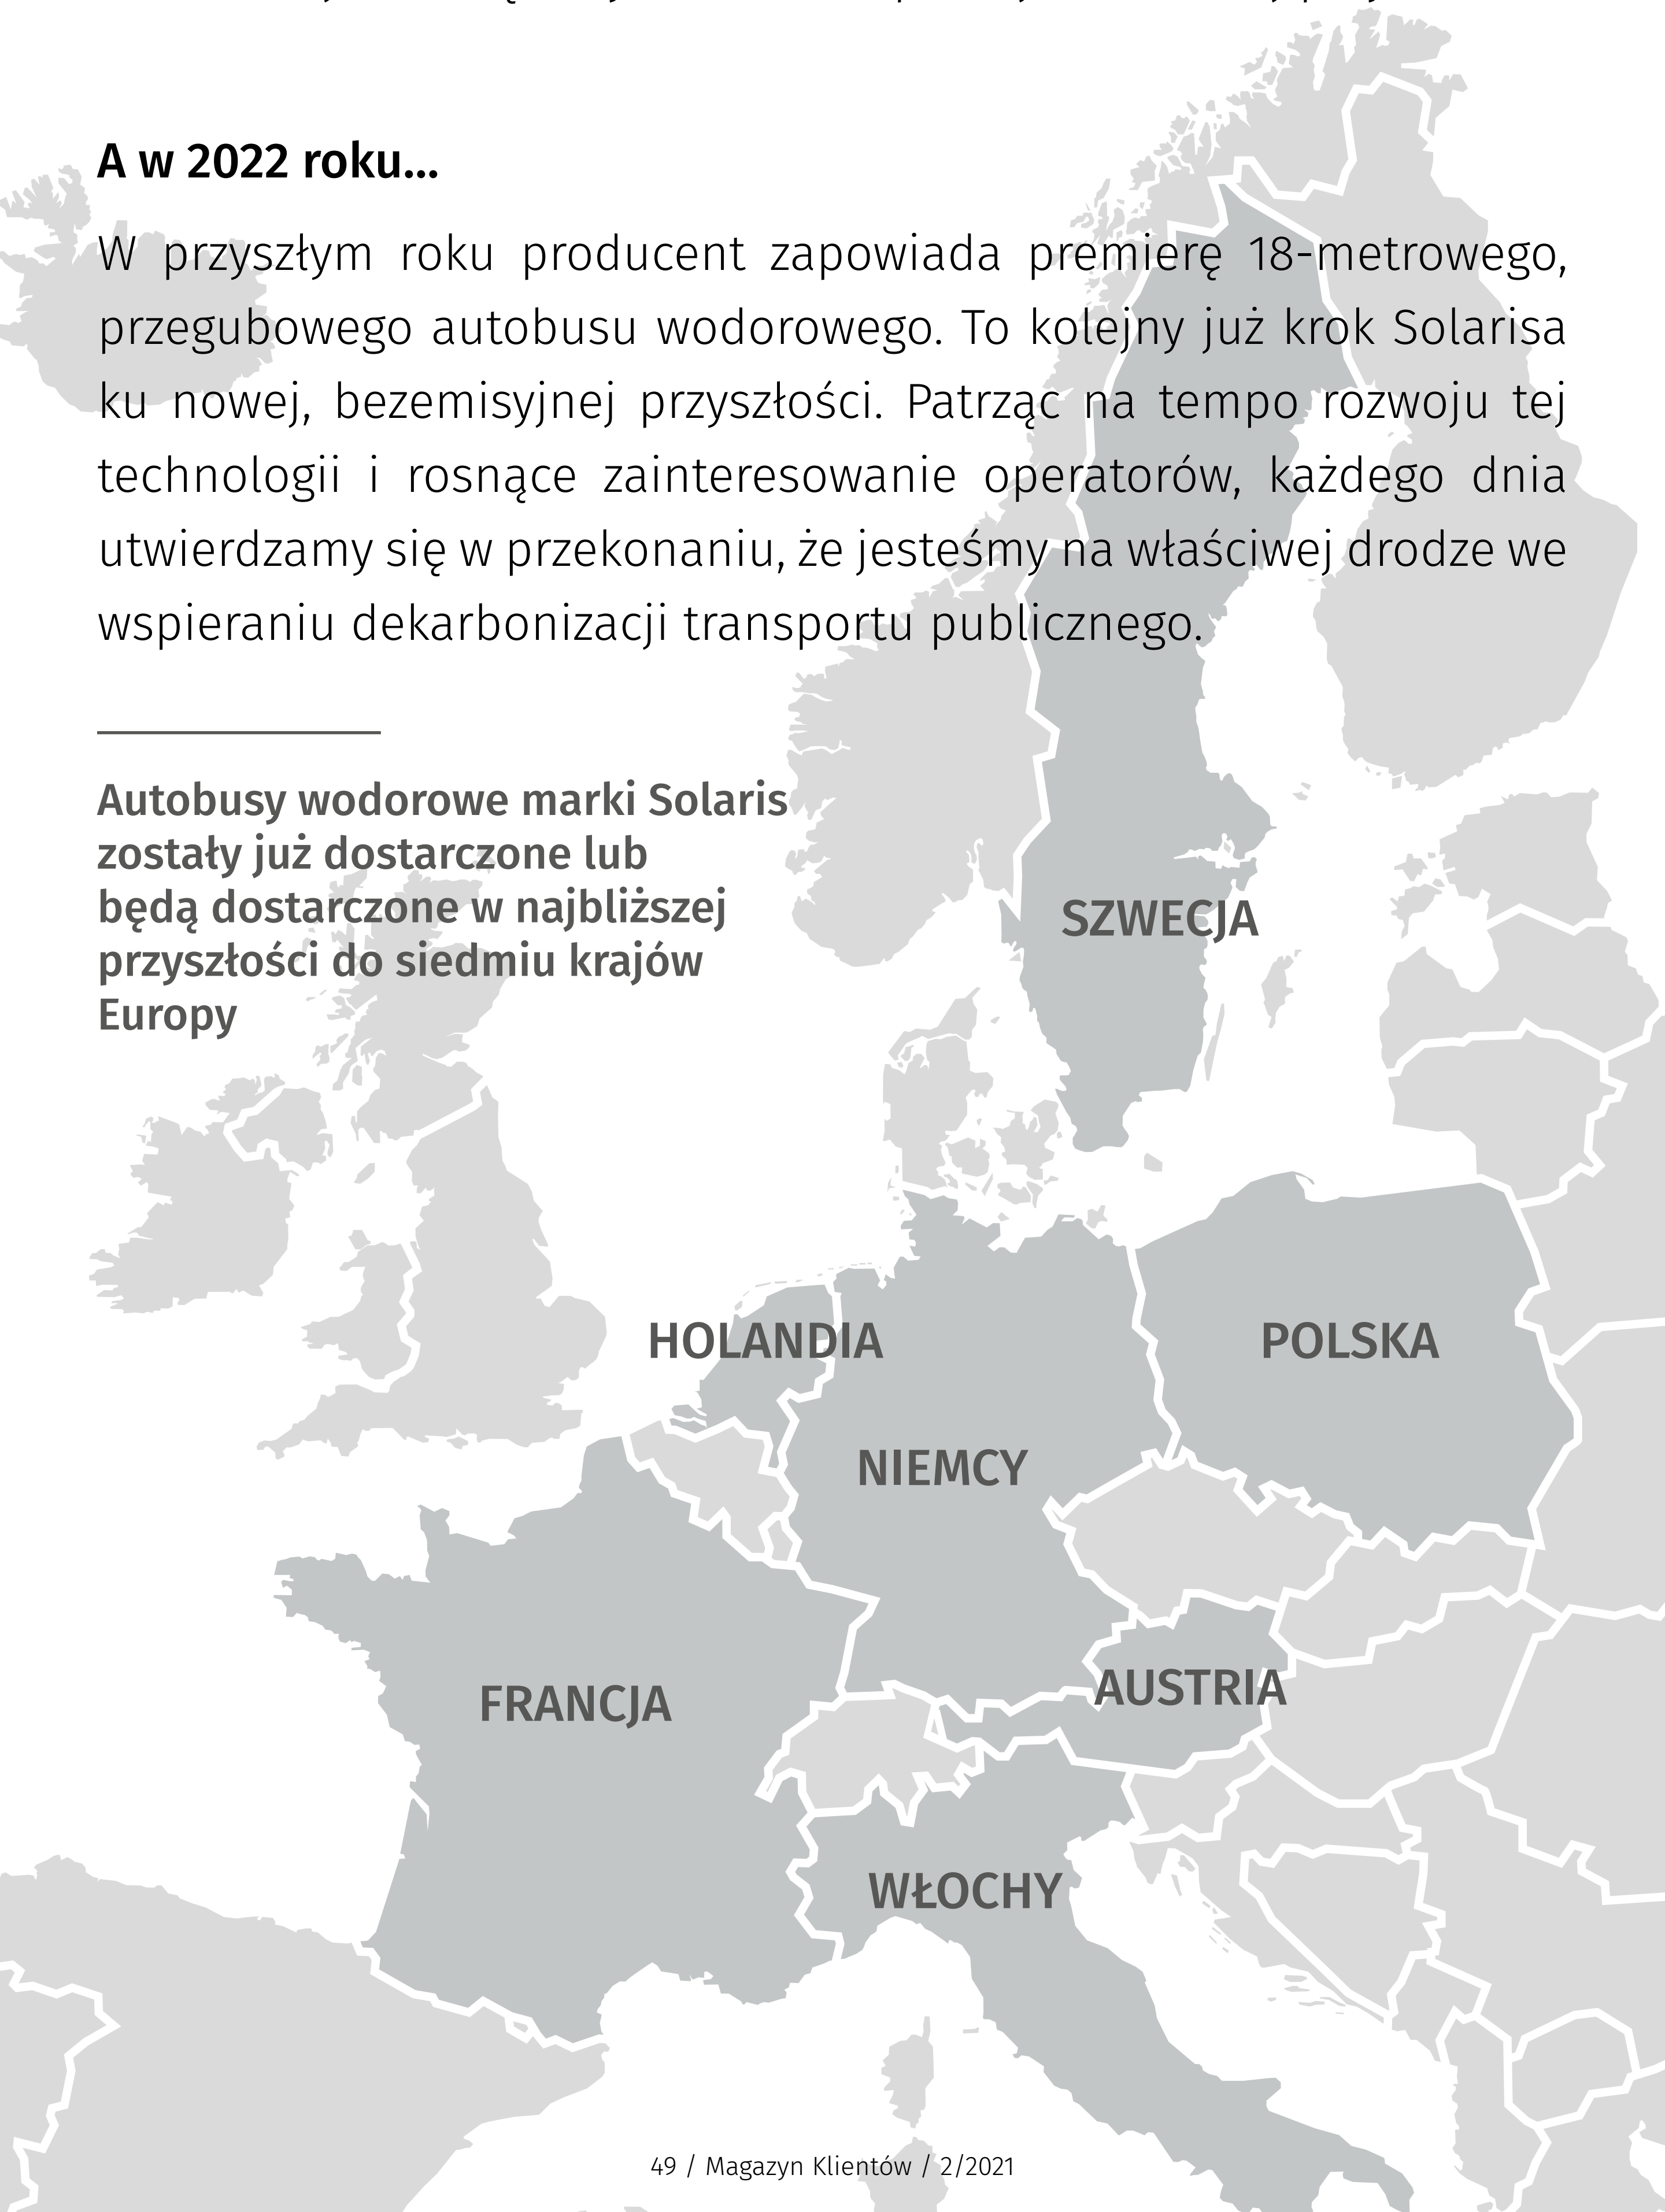 A w 2022 roku...
W przyszłym roku producent zapowiada premierę 18-metrowego,
przegubowego autobusu wodorowego. To kolejny już krok Solarisa
ku nowej, bezemisyjnej przyszłości. Patrząc na tempo rozwoju tej
technologii i rosnące zainteresowanie operatorów, każdego dnia
utwierdzamy się w przekonaniu, że jesteśmy na właściwej drodze we
wspieraniu dekarbonizacji transportu publicznego.
Autobusy wodorowe marki Solaris
zostały już dostarczone lub
będą dostarczone w najbliższej
przyszłości do siedmiu krajów
Europy
SZWECJA
HOLANDIA
POLSKA
NIEMCY
AUSTRIA
FRANCJA
WŁOCHY
49 / Magazyn Klientów / 2/2021